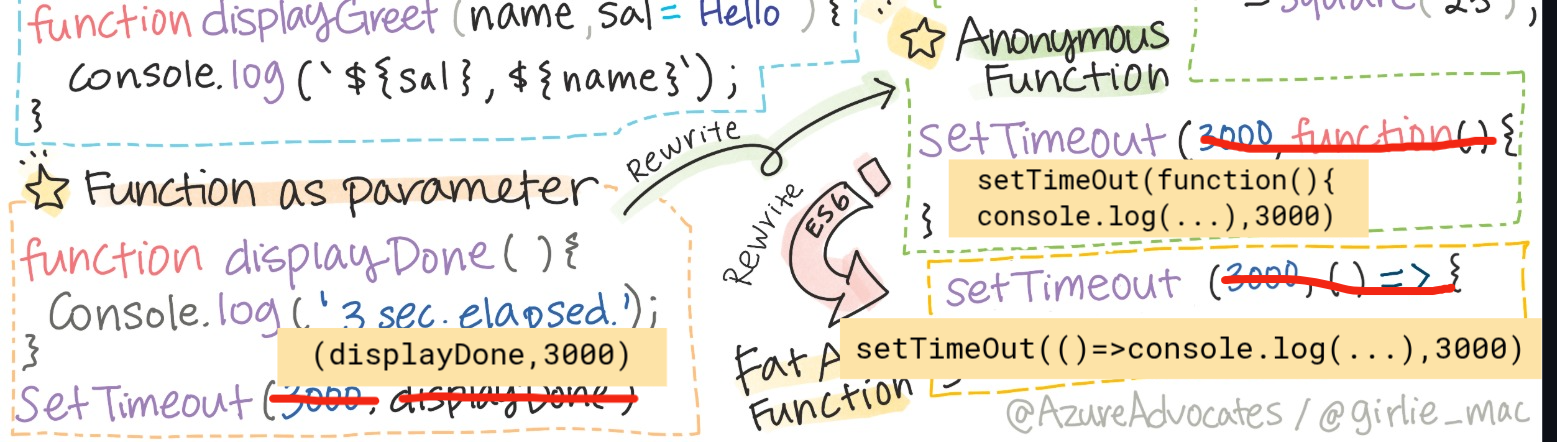 function displayGreet (name, sal = Hello ) {
console.log (`${sal}, ${name}`);
}
Function as parameter
function displayDone ( ) {
Console.log ( '3 sec. elapsed.');
}
(displayDone,3000)
SetTimeout (3000, displayDone)
Rewrite
Anonymous
Function
setTimeout (3000, function() {
setTimeOut(function(){
console.log(...),3000)
}
Rewrite
ES6
Fat
Function
setTimeout (3000, () => {
setTimeOut(()=>console.log(...),3000)
@AzureAdvocates / @girlie_mac